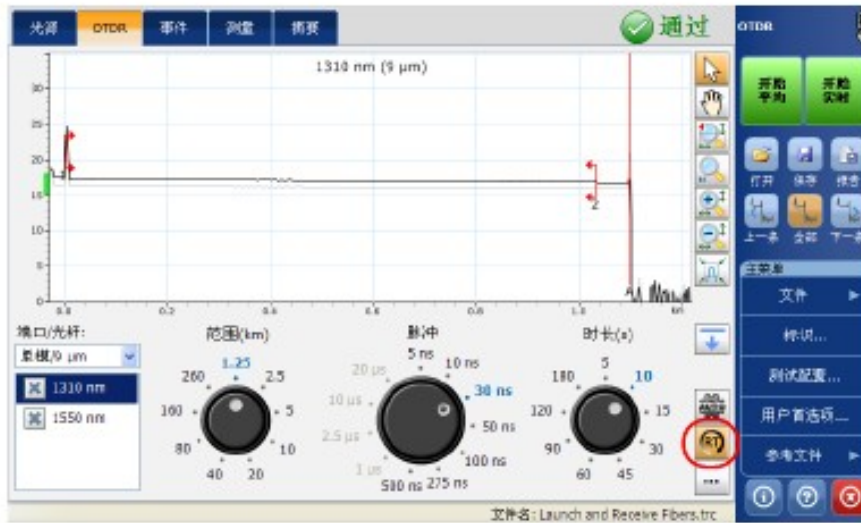 光源 OTDR 事件 测量 摘要
通过
OTDR
1310 nm (9 μm)
开始平均
开始实时
打开 保存 报告
上一条 全部 下一条
主菜单
文件
标识...
测试配置...
用户首选项...
参考文件
端口/光纤:
单模/9 μm
1310 nm
1550 nm
范围(km)
1.25
260 2.5
160 5
80 10
40 20
脉冲
5 ns
20 μs 10 ns
10 μs 30 ns
2.5 μs 50 ns
1 μs 100 ns
500 ns 275 ns
时长(s)
5
180 10
120 15
90 30
60 45
RT
...
文件名: Launch and Receive Fibers.trc
30
25
20
15
10
5
0
0.0 0.2 0.4 0.6 0.8 1.0 km
2